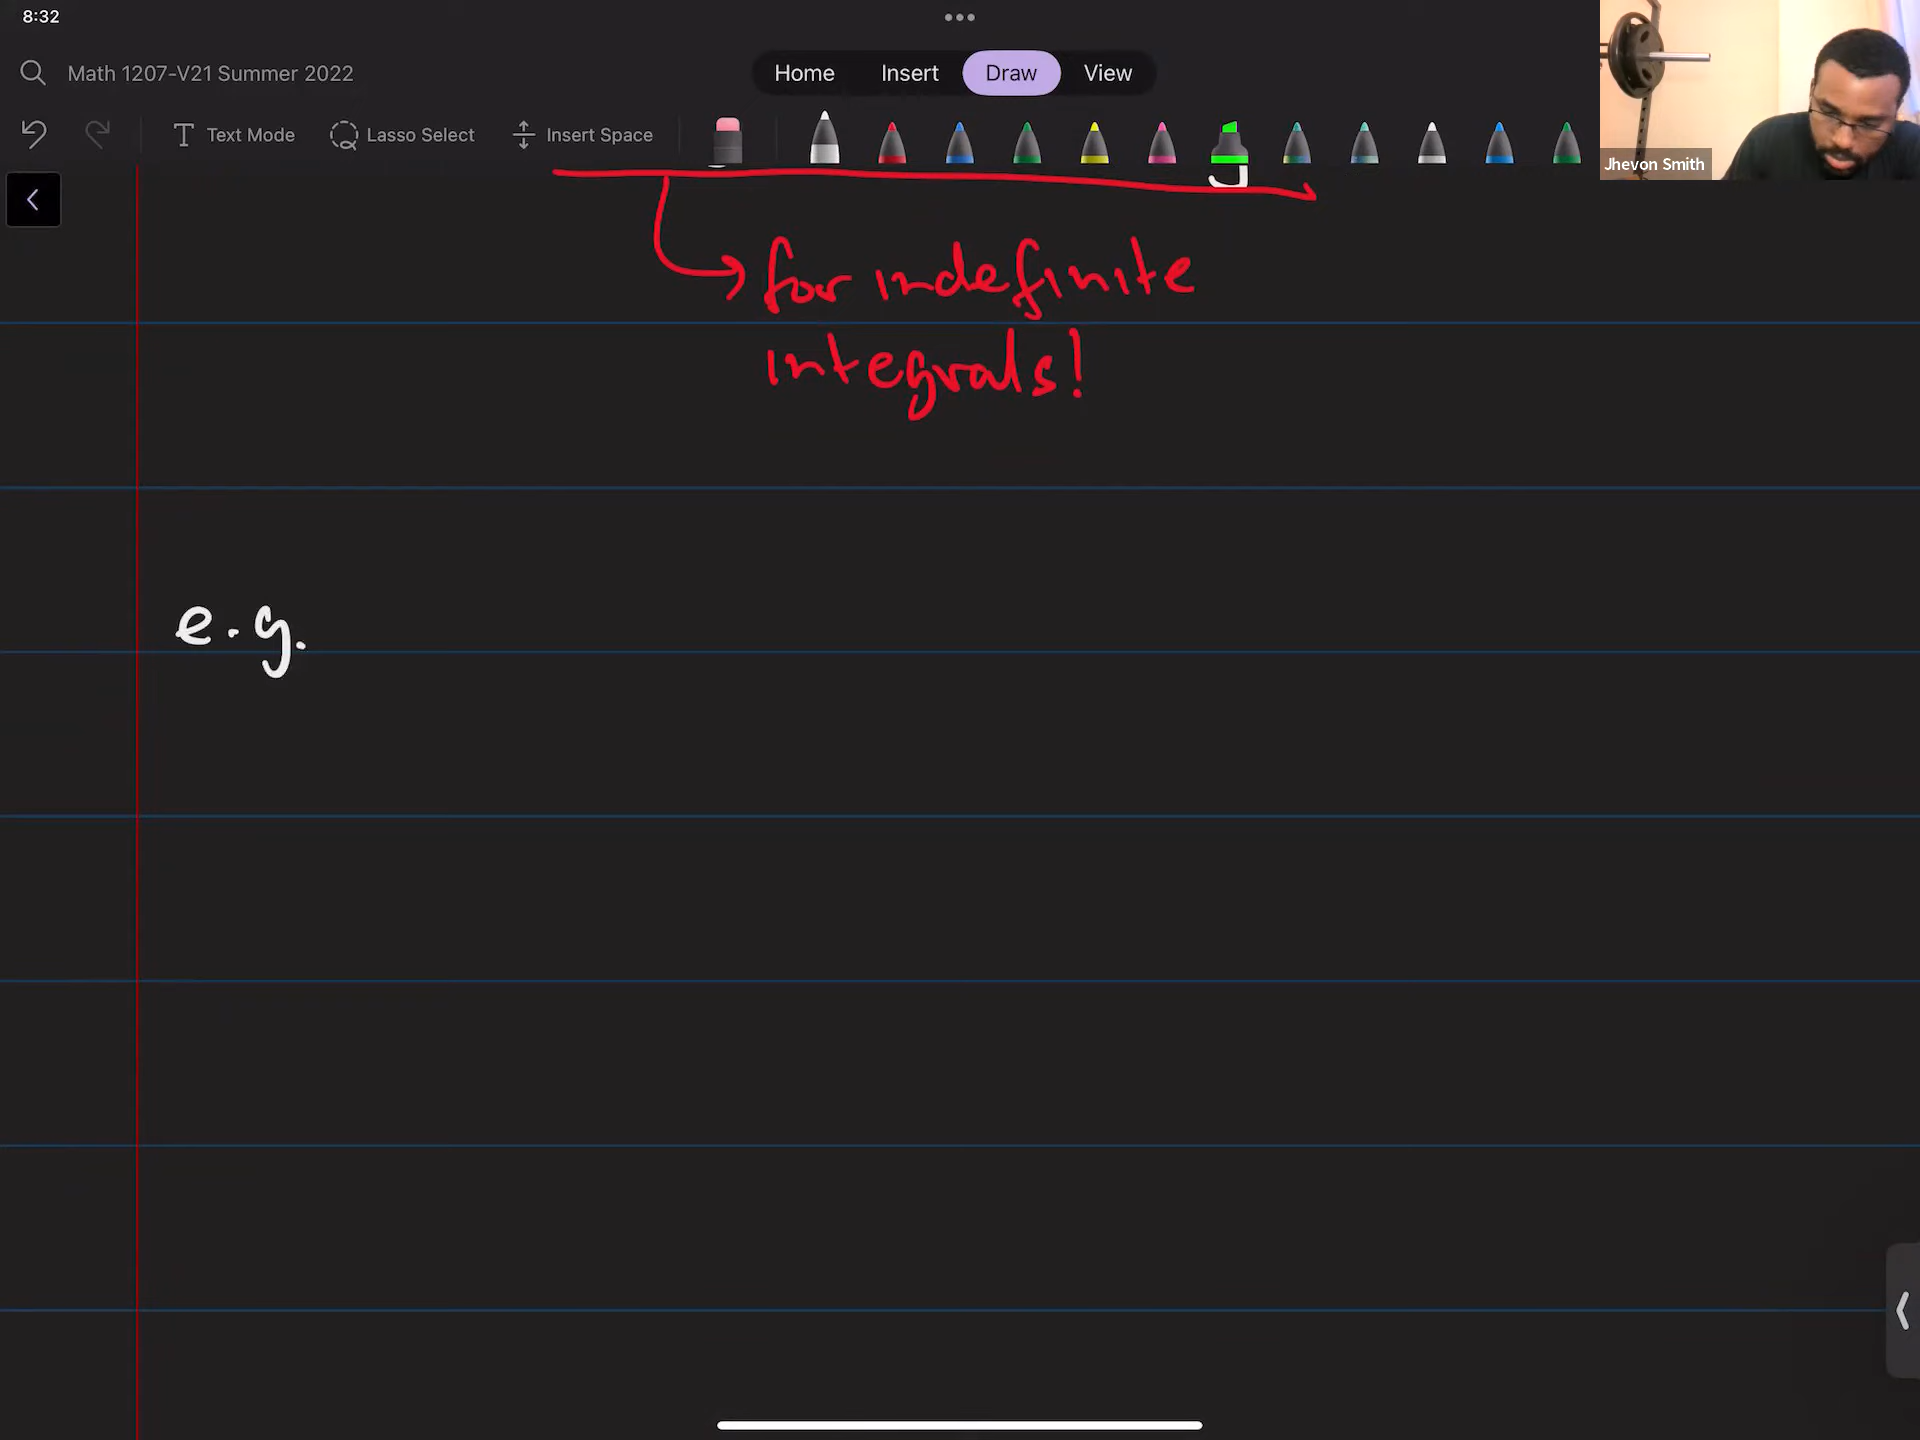 8:32
Math 1207-V21 Summer 2022
Home Insert Draw View
Text Mode Lasso Select Insert Space
Jhevon Smith
for indefinite
integrals!
e.g.